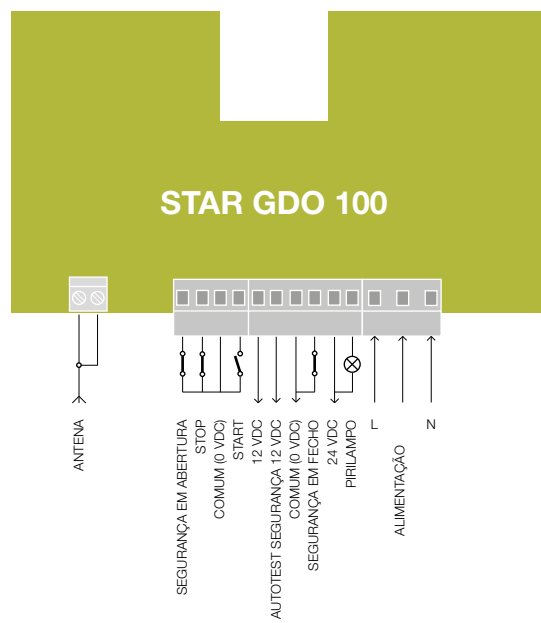 STAR GDO 100
ANTENA
SEGURANÇA EM ABERTURA
STOP
COMUM (0 VDC)
START
12 VDC
AUTOTEST SEGURANÇA 12 VDC
COMUM (0 VDC)
SEGURANÇA EM FECHO
24 VDC
PIRILAMPO
L
ALIMENTAÇÃO
N